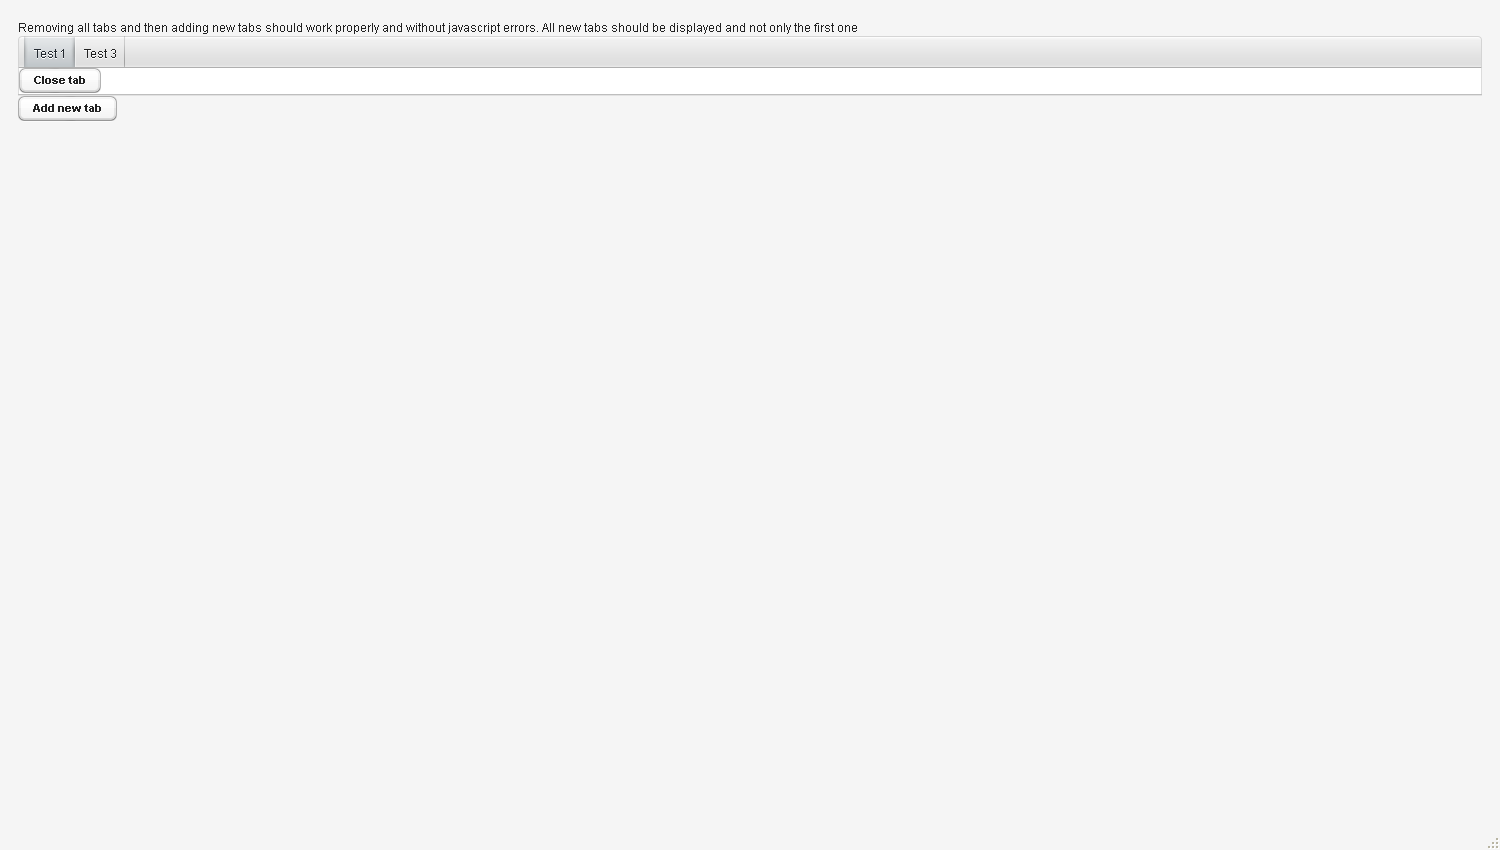 Removing all tabs and then adding new tabs should work properly and without javascript errors. All new tabs should be displayed and not only the first one
Test 1 Test 3
Close tab
Add new tab